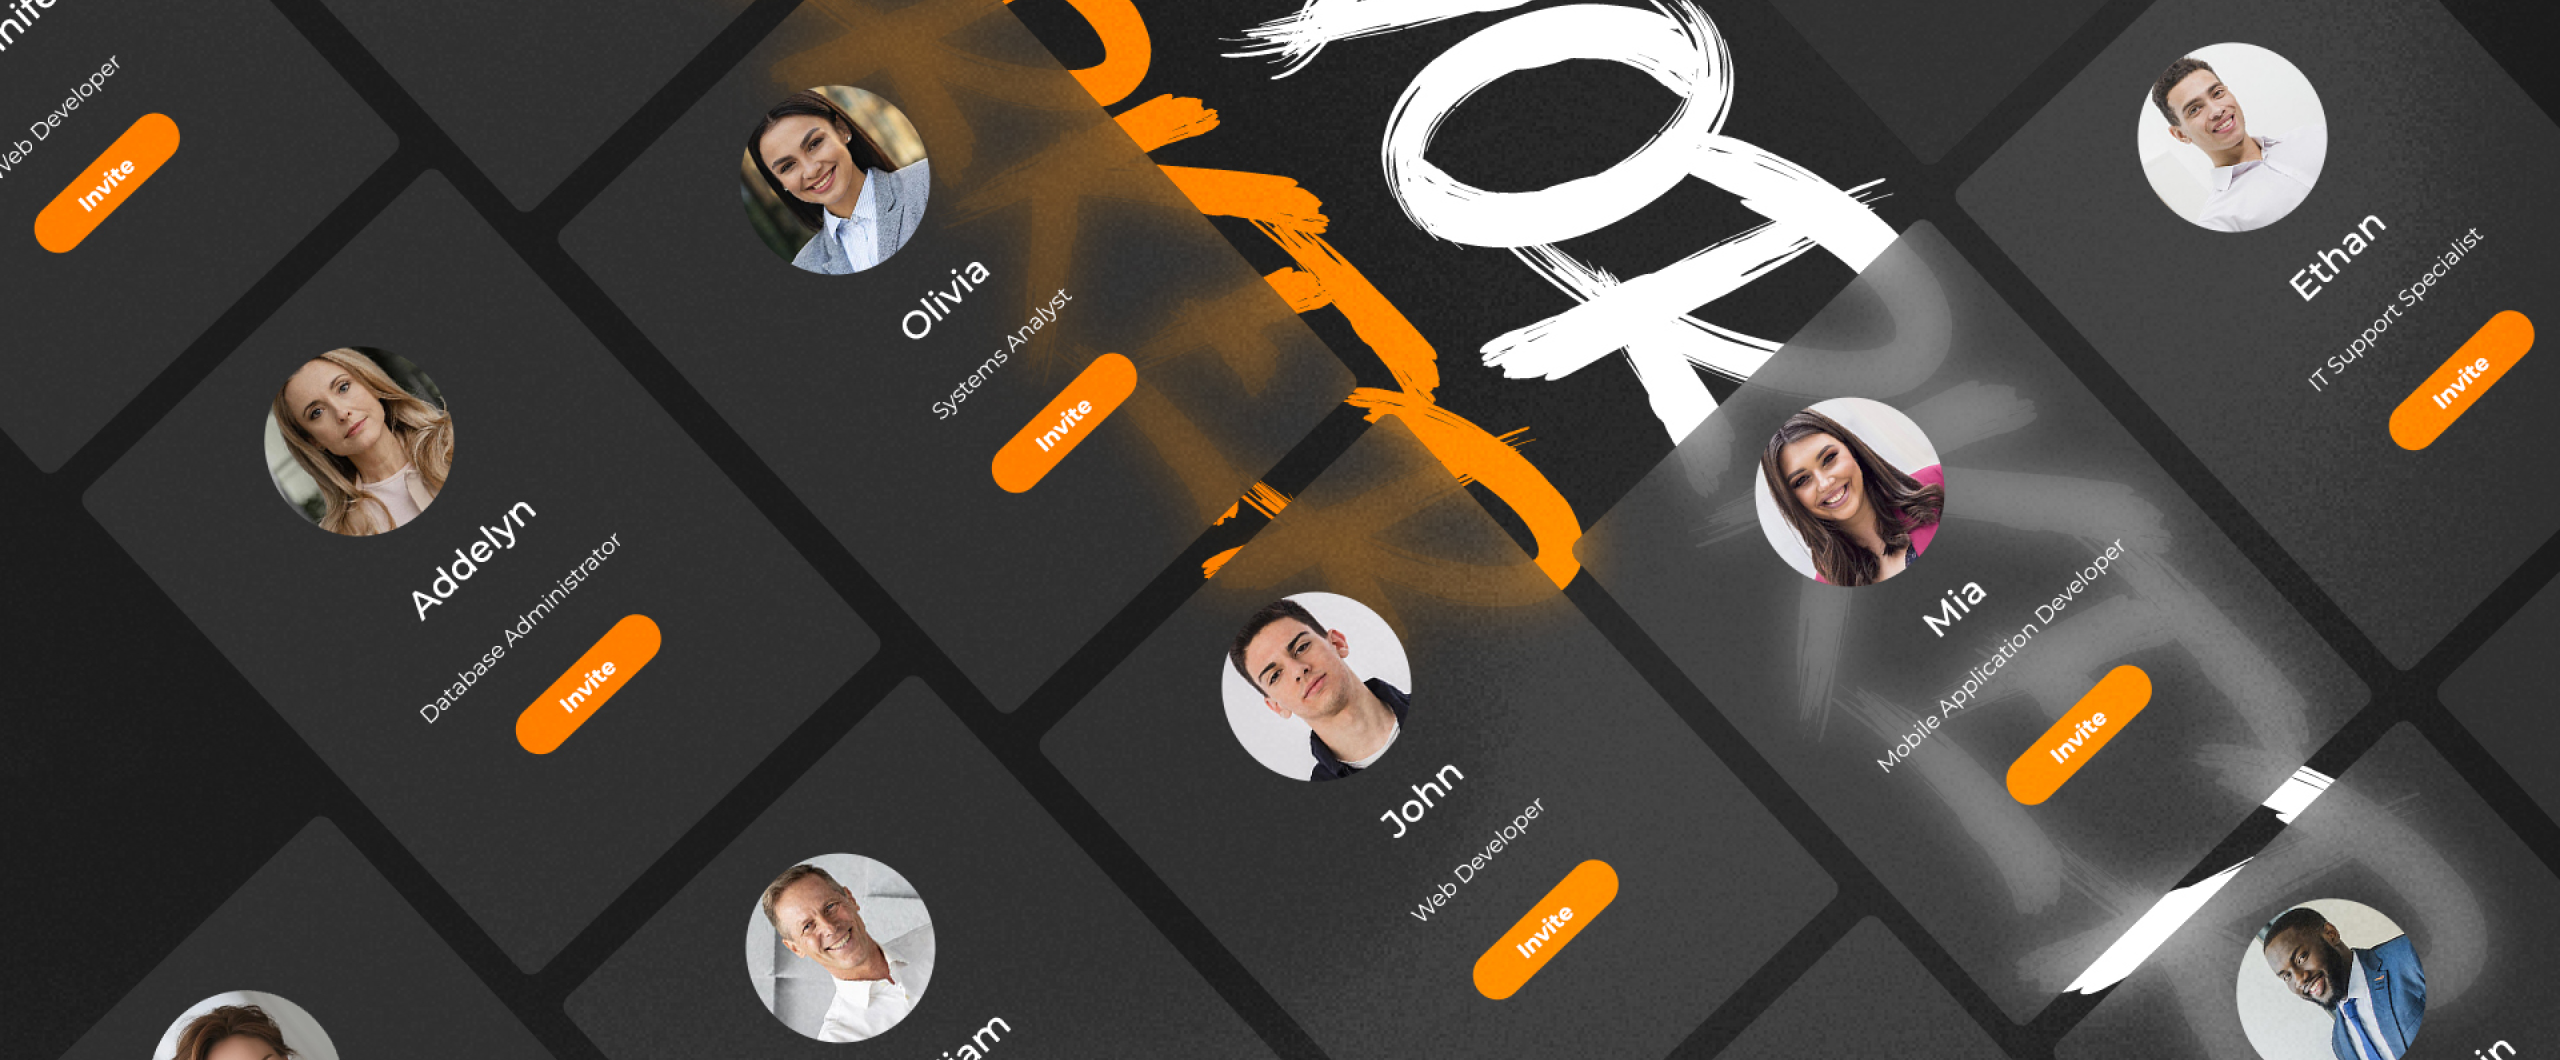 Web Developer
Invite
Olivia
Systems Analyst
Invite
Ethan
IT Support Specialist
Invite
Addelyn
Database Administrator
Invite
Mia
Mobile Application Developer
Invite
John
Web Developer
Invite